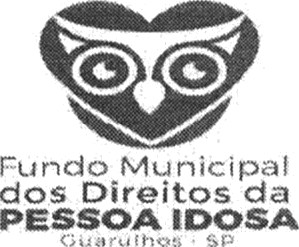 Fundo Municipal
dos Direitos da
PESSOA IDOSA
Guarulhos - SP